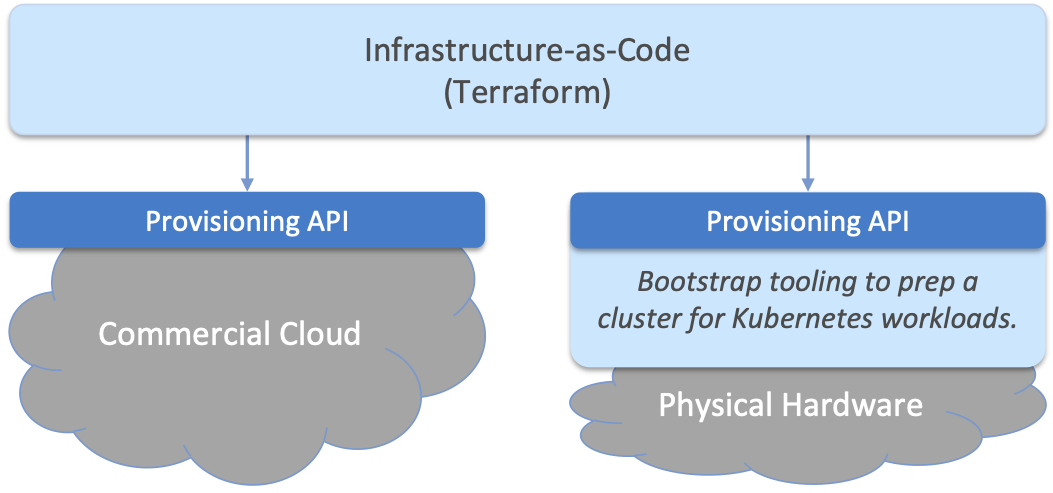 Infrastructure-as-Code
(Terraform)
Provisioning API
Commercial Cloud
Provisioning API
Bootstrap tooling to prep a
cluster for Kubernetes workloads.
Physical Hardware